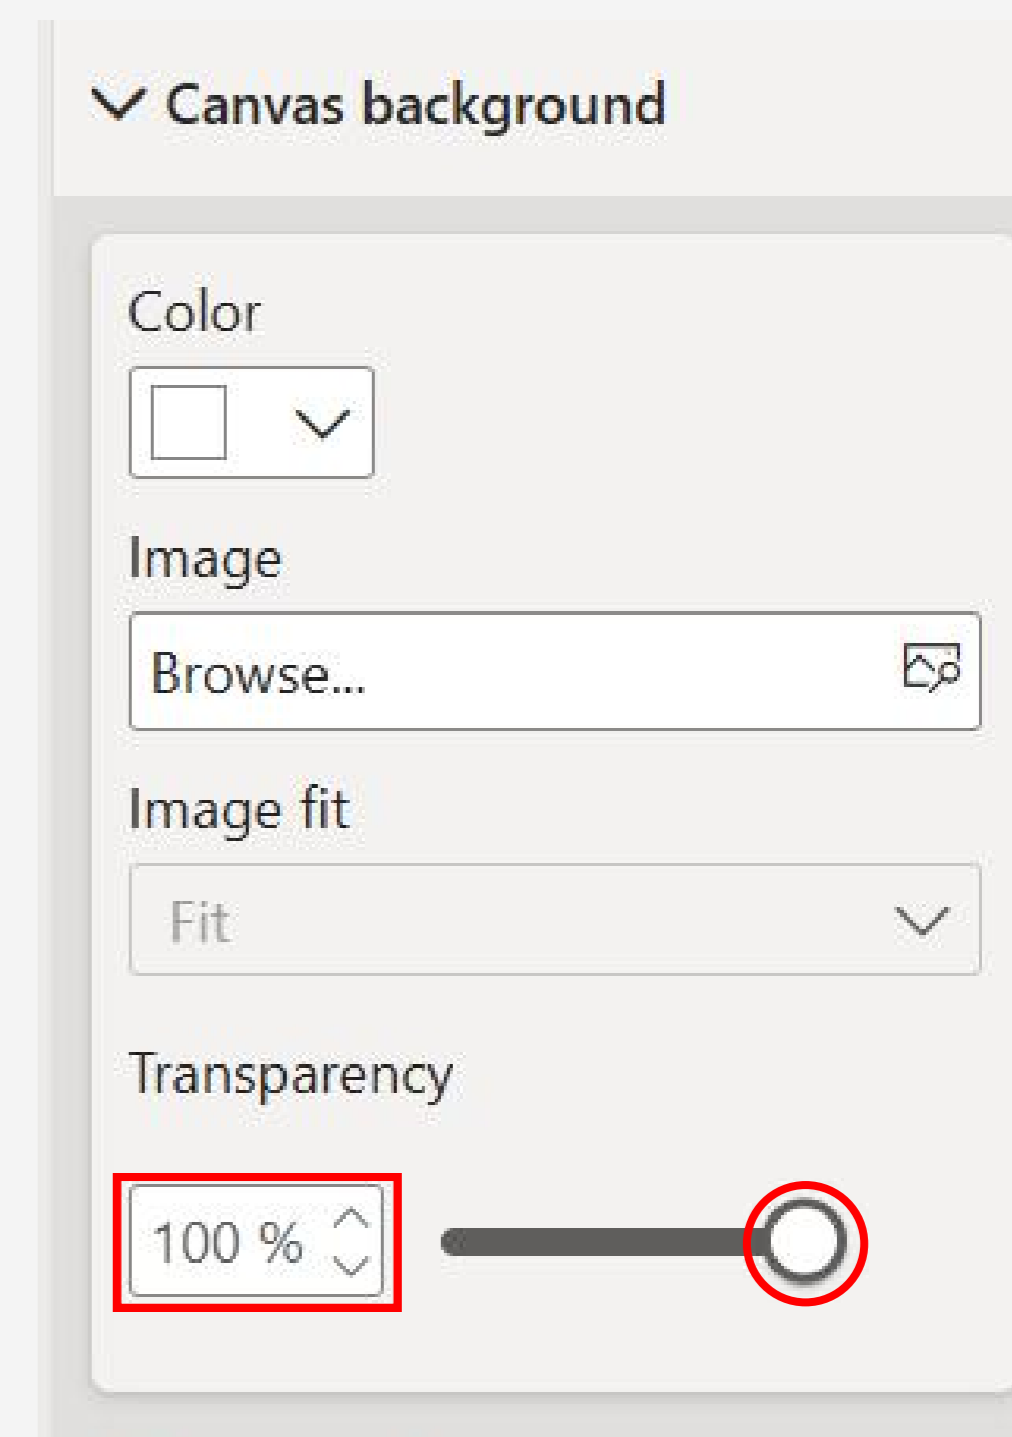 Canvas background
Color
Image
Browse...
Image fit
Fit
Transparency
100 %